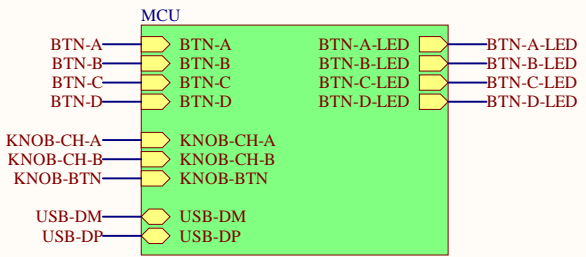 MCU
BTN-A BTN-A BTN-A-LED BTN-A-LED
BTN-B BTN-B BTN-B-LED BTN-B-LED
BTN-C BTN-C BTN-C-LED BTN-C-LED
BTN-D BTN-D BTN-D-LED BTN-D-LED
KNOB-CH-A KNOB-CH-A
KNOB-CH-B KNOB-CH-B
KNOB-BTN KNOB-BTN
USB-DM USB-DM
USB-DP USB-DP